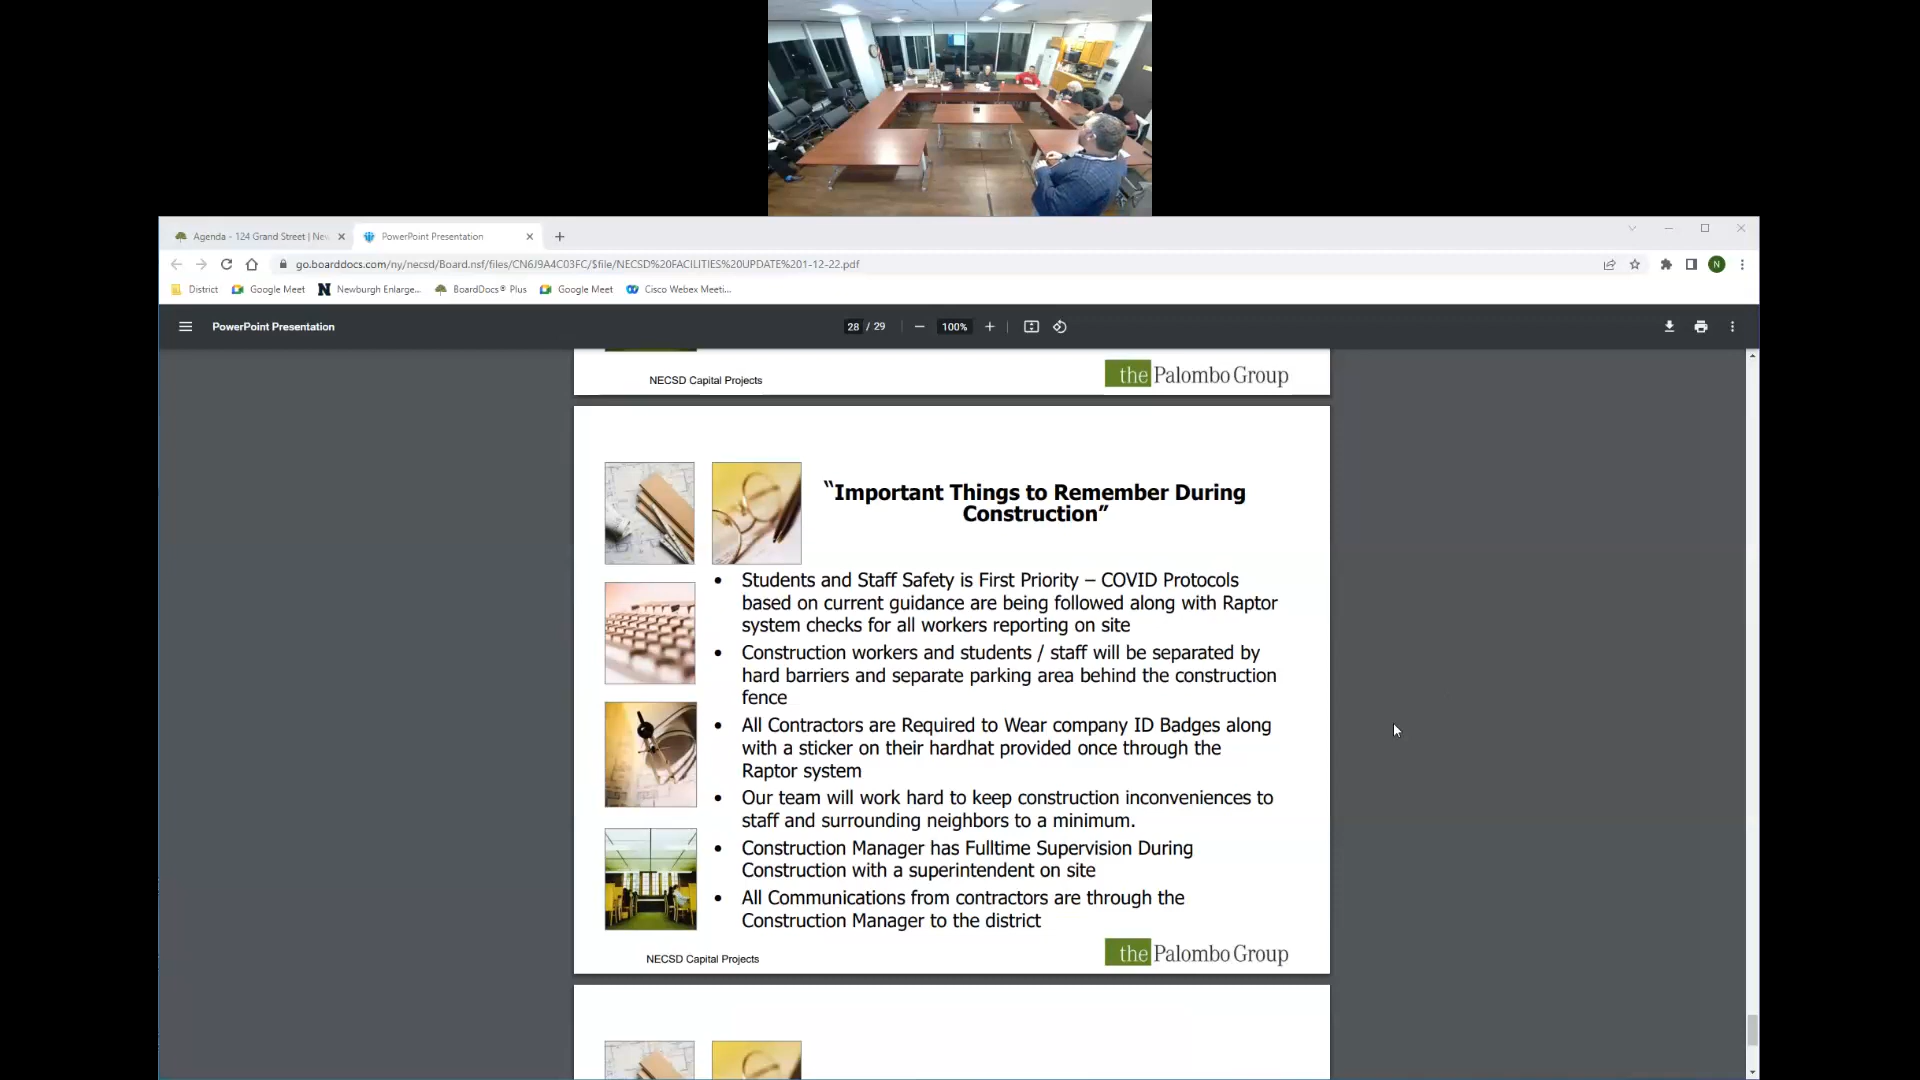 Agenda - 124 Grand Street | New
PowerPoint Presentation
go.boarddocs.com/ny/necsd/Board.nsf/files/CN6J9A4C03FC/$file/NECSD%20FACILITIES%20UPDATE%201-12-22.pdf
N
District
Google Meet
Newburgh Enlarge...
BoardDocs® Plus
Google Meet
Cisco Webex Meeti...
PowerPoint Presentation
28 / 29
100%
NECSD Capital Projects
the Palombo Group
“Important Things to Remember During
Construction”
• Students and Staff Safety is First Priority – COVID Protocols
based on current guidance are being followed along with Raptor
system checks for all workers reporting on site
• Construction workers and students / staff will be separated by
hard barriers and separate parking area behind the construction
fence
• All Contractors are Required to Wear company ID Badges along
with a sticker on their hardhat provided once through the
Raptor system
• Our team will work hard to keep construction inconveniences to
staff and surrounding neighbors to a minimum.
• Construction Manager has Fulltime Supervision During
Construction with a superintendent on site
• All Communications from contractors are through the
Construction Manager to the district
NECSD Capital Projects
the Palombo Group